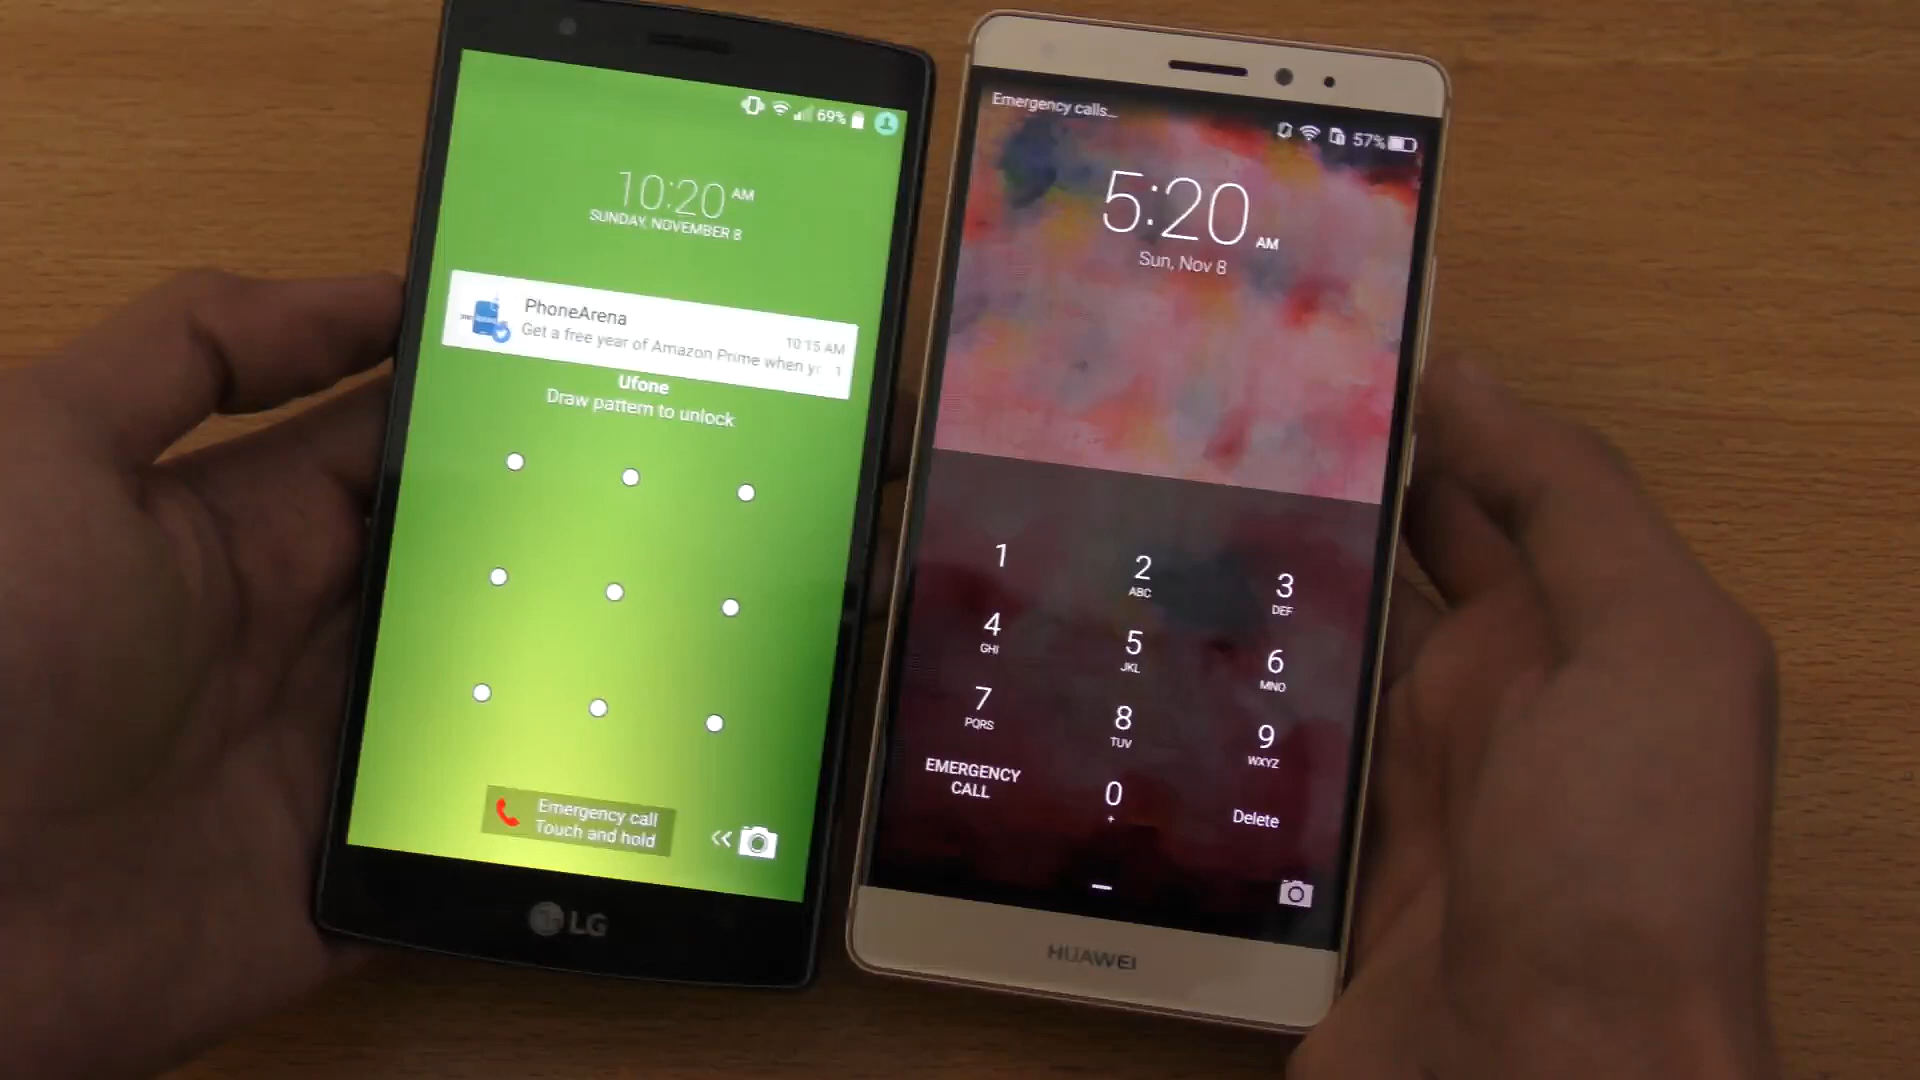 69%
10:20 AM
SUNDAY, NOVEMBER 8
PhoneArena
10:15 AM
Get a free year of Amazon Prime when yo 1
Ufone
Draw pattern to unlock
Emergency call
Touch and hold
LG
Emergency calls...
57%
5:20 AM
Sun, Nov 8
1
2
ABC
3
DEF
4
GHI
5
JKL
6
MNO
7
PQRS
8
TUV
9
WXYZ
EMERGENCY
CALL
0
+
Delete
HUAWEI